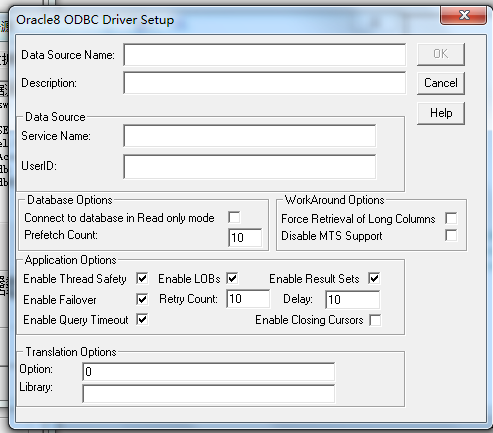 Oracle8 ODBC Driver Setup
Data Source Name:
OK
Description:
Cancel
Help
Data Source
Service Name:
UserID:
Database Options
Connect to database in Read only mode
Prefetch Count: 10
WorkAround Options
Force Retrieval of Long Columns
Disable MTS Support
Application Options
Enable Thread Safety Enable LOBs Enable Result Sets
Enable Failover Retry Count: 10 Delay: 10
Enable Query Timeout Enable Closing Cursors
Translation Options
Option: 0
Library: